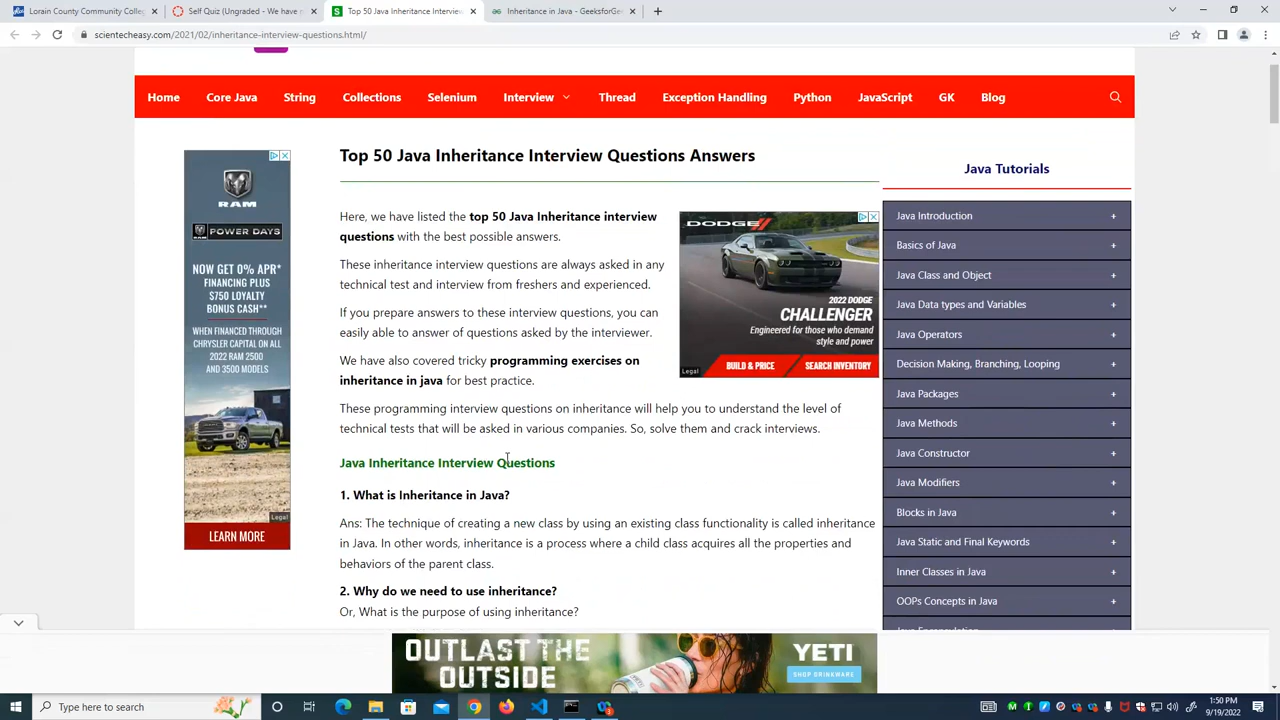 Lorain County Community Colleg
Self Quiz (Ungraded) - We have n
Top 50 Java Inheritance Interview
Inheritance in Java - GeeksforGe
scientecheasy.com/2021/02/inheritance-interview-questions.html/
Home
Core Java
String
Collections
Selenium
Interview
Thread
Exception Handling
Python
JavaScript
GK
Blog
Top 50 Java Inheritance Interview Questions Answers
Here, we have listed the top 50 Java Inheritance interview
questions with the best possible answers.
These inheritance interview questions are always asked in any
technical test and interview from freshers and experienced.
If you prepare answers to these interview questions, you can
easily able to answer of questions asked by the interviewer.
We have also covered tricky programming exercises on
inheritance in java for best practice.
These programming interview questions on inheritance will help you to understand the level of
technical tests that will be asked in various companies. So, solve them and crack interviews.
Java Inheritance Interview Questions
1. What is Inheritance in Java?
Ans: The technique of creating a new class by using an existing class functionality is called inheritance
in Java. In other words, inheritance is a process where a child class acquires all the properties and
behaviors of the parent class.
2. Why do we need to use inheritance?
Or, What is the purpose of using inheritance?
RAM
RAM POWER DAYS
NOW GET 0% APR*
FINANCING PLUS
$750 LOYALTY
BONUS CASH**
WHEN FINANCED THROUGH
CHRYSLER CAPITAL ON ALL
2022 RAM 2500
AND 3500 MODELS
Legal
LEARN MORE
DODGE
2022 DODGE
CHALLENGER
Engineered for those who demand
style and power
Legal
BUILD & PRICE
SEARCH INVENTORY
Java Tutorials
Java Introduction +
Basics of Java +
Java Class and Object +
Java Data types and Variables +
Java Operators +
Decision Making, Branching, Looping +
Java Packages +
Java Methods +
Java Constructor +
Java Modifiers +
Blocks in Java +
Java Static and Final Keywords +
Inner Classes in Java +
OOPs Concepts in Java +
Java Encapsulation
OUTLAST THE
OUTSIDE
YETI
SHOP DRINKWARE
Type here to search
1:50 PM
9/19/2022